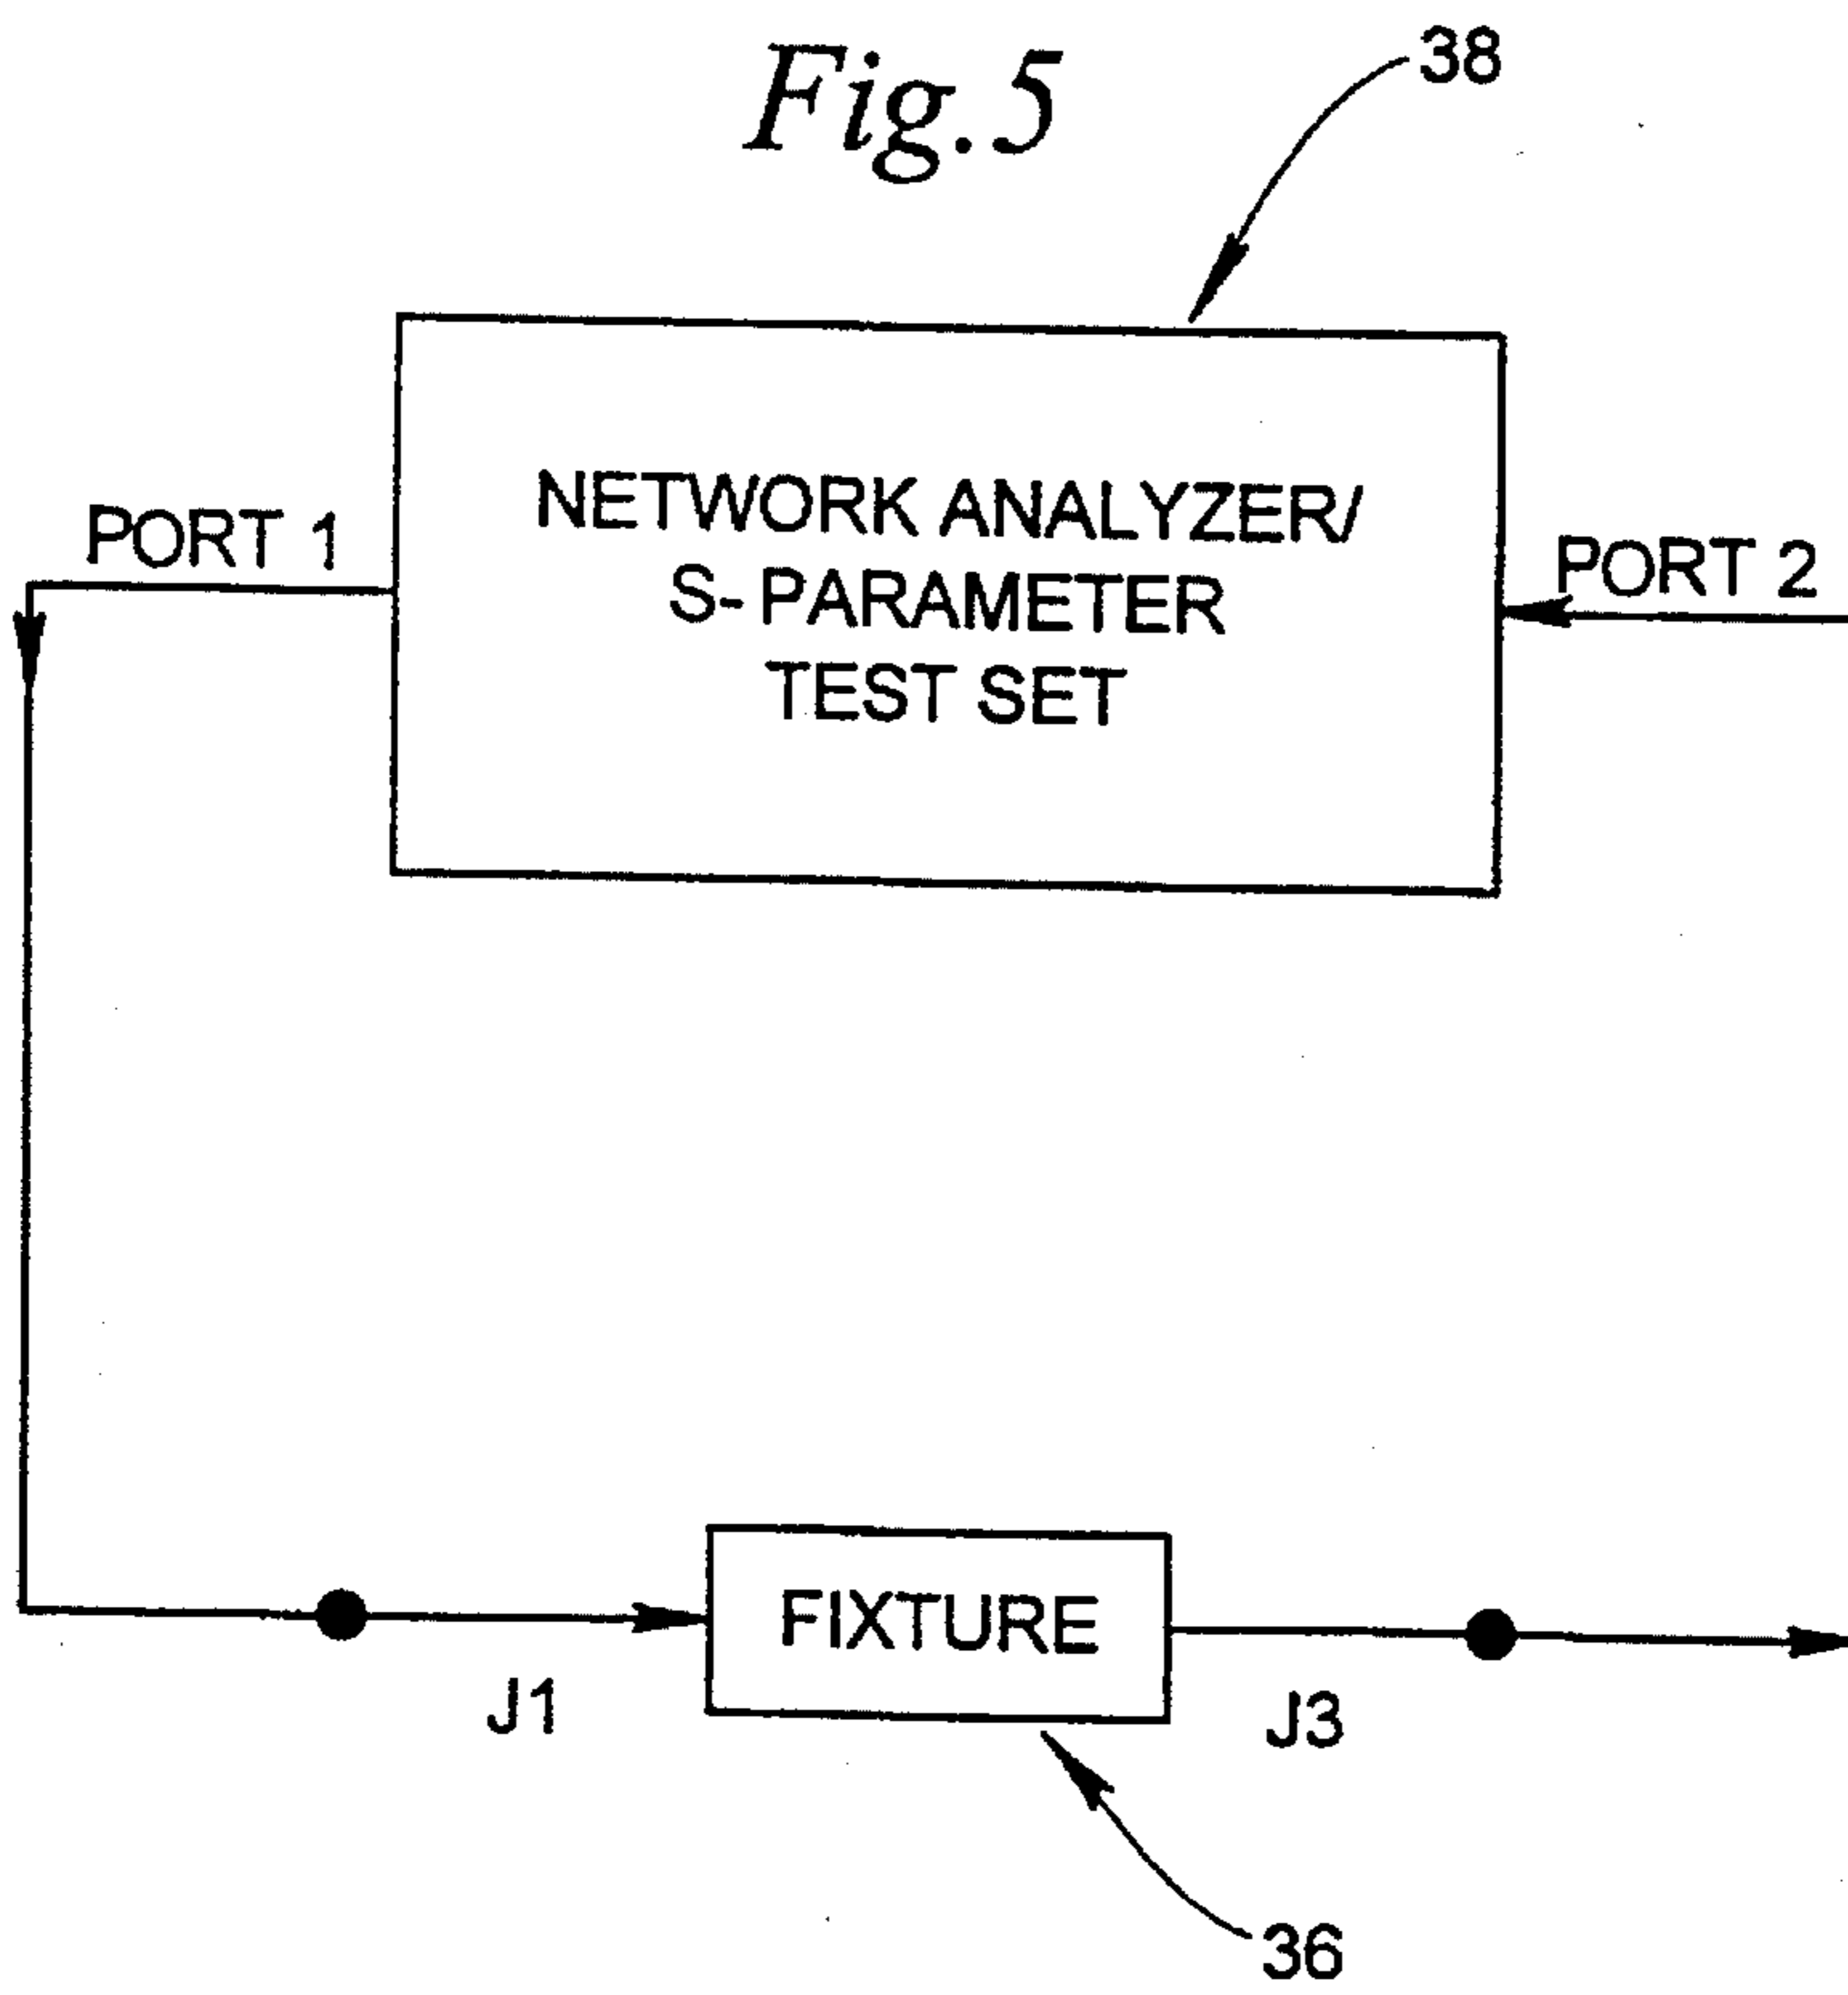 Fig.5
38
NETWORK ANALYZER/
S-PARAMETER
TEST SET
PORT 1
PORT 2
FIXTURE
J1
J3
36